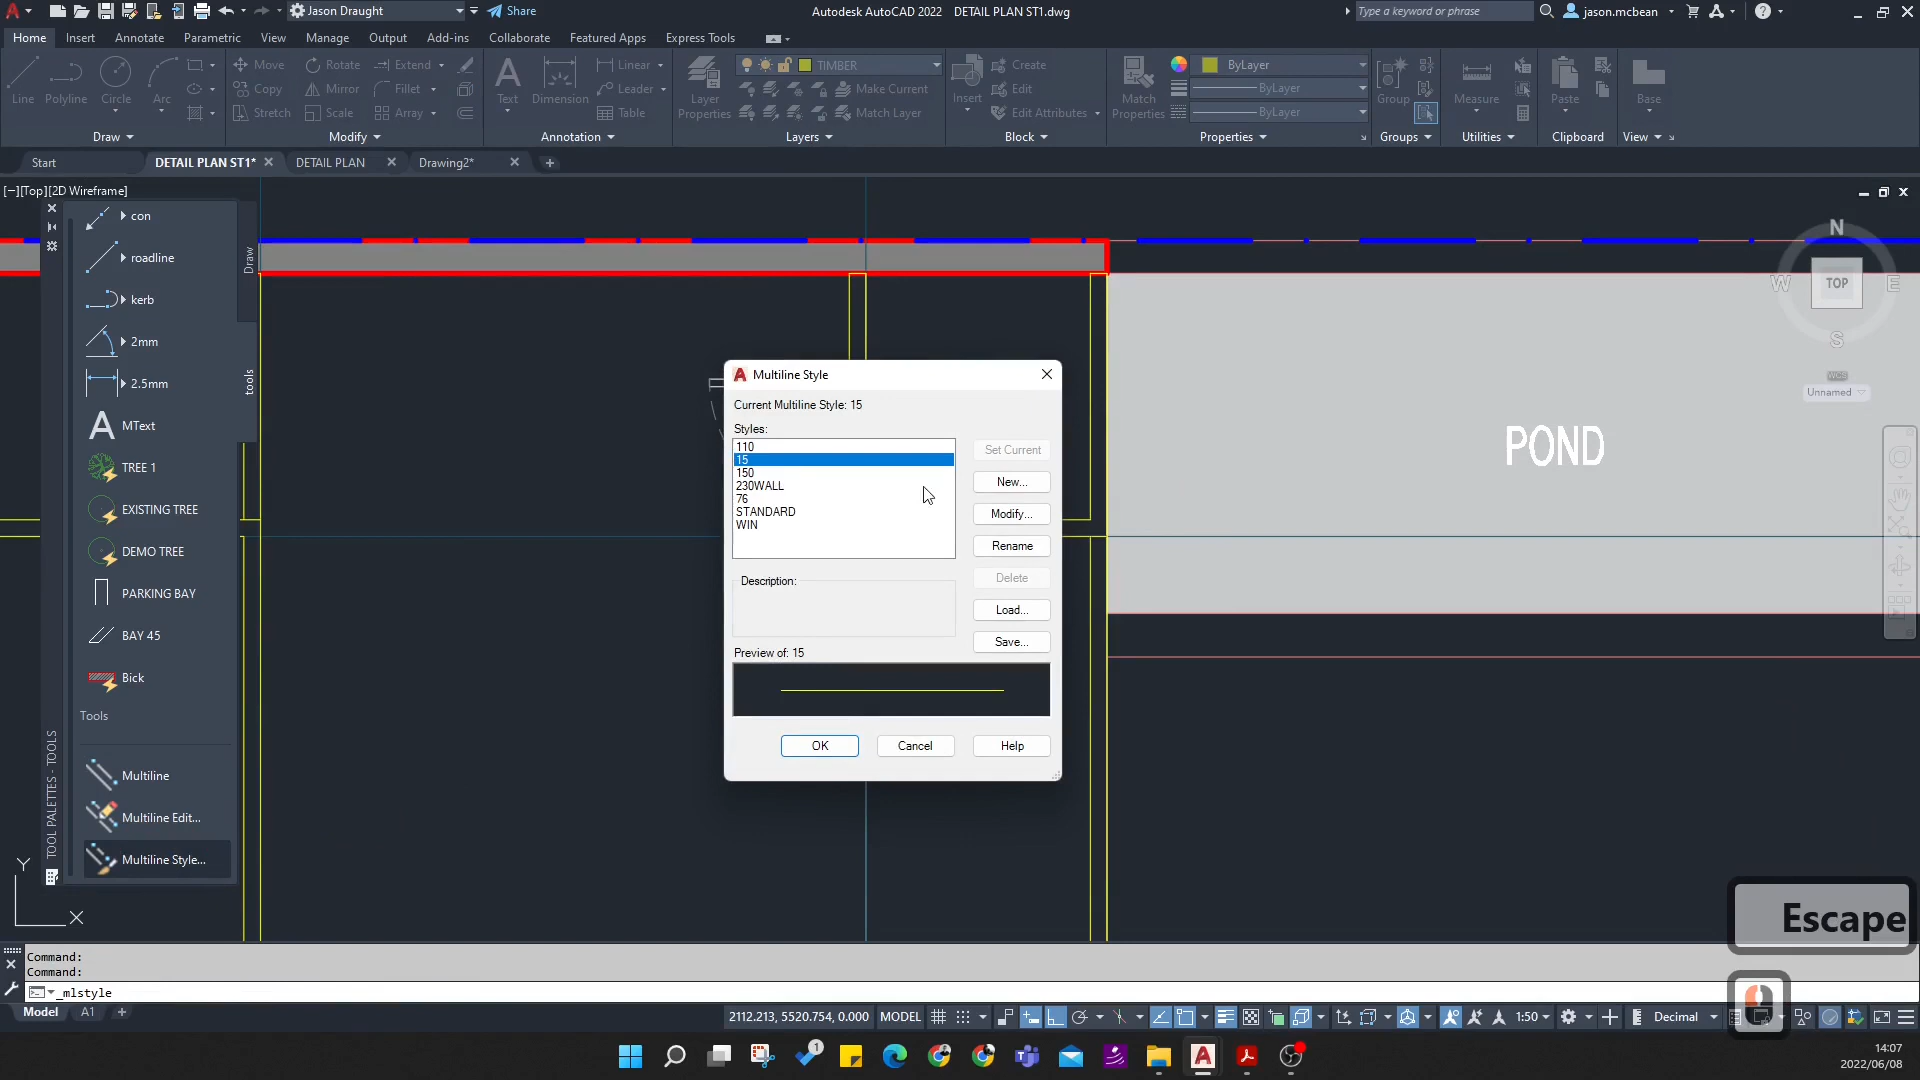 Jason Draught
Share
Autodesk AutoCAD 2022 DETAIL PLAN ST1.dwg
Type a keyword or phrase
jason.mcbean
Home Insert Annotate Parametric View Manage Output Add-ins Collaborate Featured Apps Express Tools
Line Polyline Circle Arc
Move Rotate Extend
Copy Mirror Fillet
Stretch Scale Array
Text Dimension
Linear
Leader
Table
Layer
Properties
TIMBER
Make Current
Match Layer
Insert
Create
Edit
Edit Attributes
Match
Properties
ByLayer
ByLayer
ByLayer
Group
Measure
Paste
Base
Draw Modify Annotation Layers Block Properties Groups Utilities Clipboard View
Start DETAIL PLAN ST1* DETAIL PLAN Drawing2*
[−][Top][2D Wireframe]
con
roadline
kerb
2mm
2.5mm
MText
TREE 1
EXISTING TREE
DEMO TREE
PARKING BAY
BAY 45
Bick
Tools
Multiline
Multiline Edit...
Multiline Style...
Draw
tools
TOOL PALETTES - TOOLS
Multiline Style
Current Multiline Style: 15
Styles:
110
15
150
230WALL
76
STANDARD
WIN
Set Current
New...
Modify...
Rename
Delete
Load...
Save...
Description:
Preview of: 15
OK Cancel Help
POND
N
W TOP E
S
WCS
Unnamed
Escape
Y
X
Command:
Command:
_mlstyle
Model A1
2112.213, 5520.754, 0.000 MODEL
1:50
Decimal
1
14:07
2022/06/08